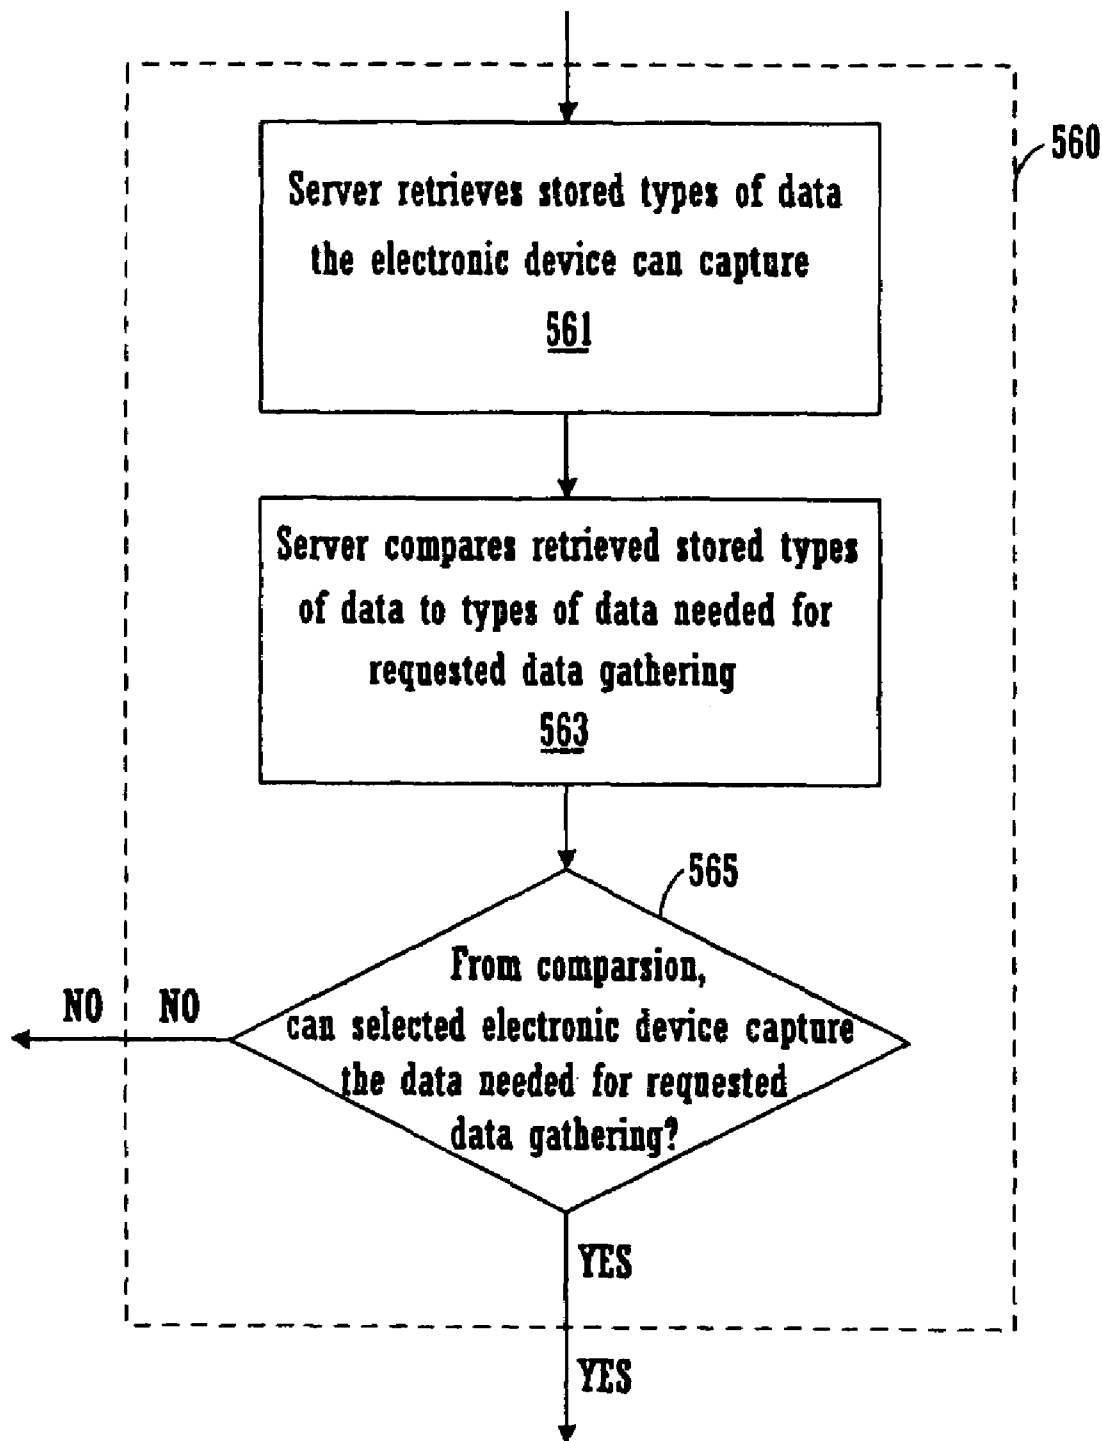 560
Server retrieves stored types of data
the electronic device can capture
561
Server compares retrieved stored types
of data to types of data needed for
requested data gathering
563
565
From comparsion,
can selected electronic device capture
the data needed for requested
data gathering?
NO NO
YES
YES